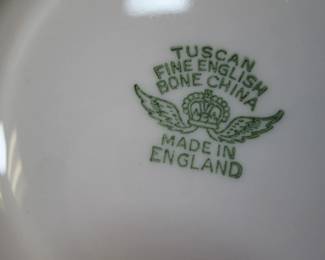 TUSCAN
FINE ENGLISH
BONE CHINA
MADE IN
ENGLAND